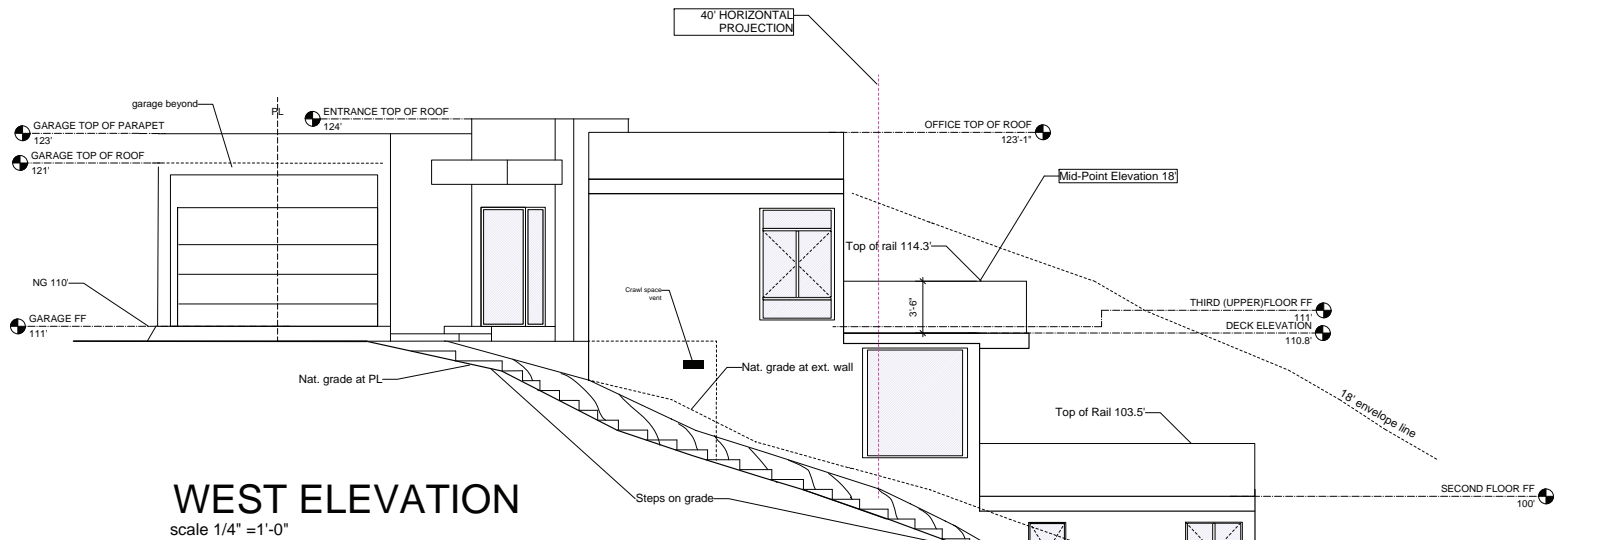 40' HORIZONTAL
PROJECTION
garage beyond
PL
ENTRANCE TOP OF ROOF
124'
GARAGE TOP OF PARAPET
123'
OFFICE TOP OF ROOF
123'-1"
GARAGE TOP OF ROOF
121'
Mid-Point Elevation 18'
Top of rail 114.3'
NG 110'
Crawl space
vent
3'-6"
THIRD (UPPER)FLOOR FF
111'
GARAGE FF
111'
DECK ELEVATION
110.8'
Nat. grade at PL
Nat. grade at ext. wall
18' envelope line
Top of Rail 103.5'
WEST ELEVATION
scale 1/4" =1'-0"
Steps on grade
SECOND FLOOR FF
100'